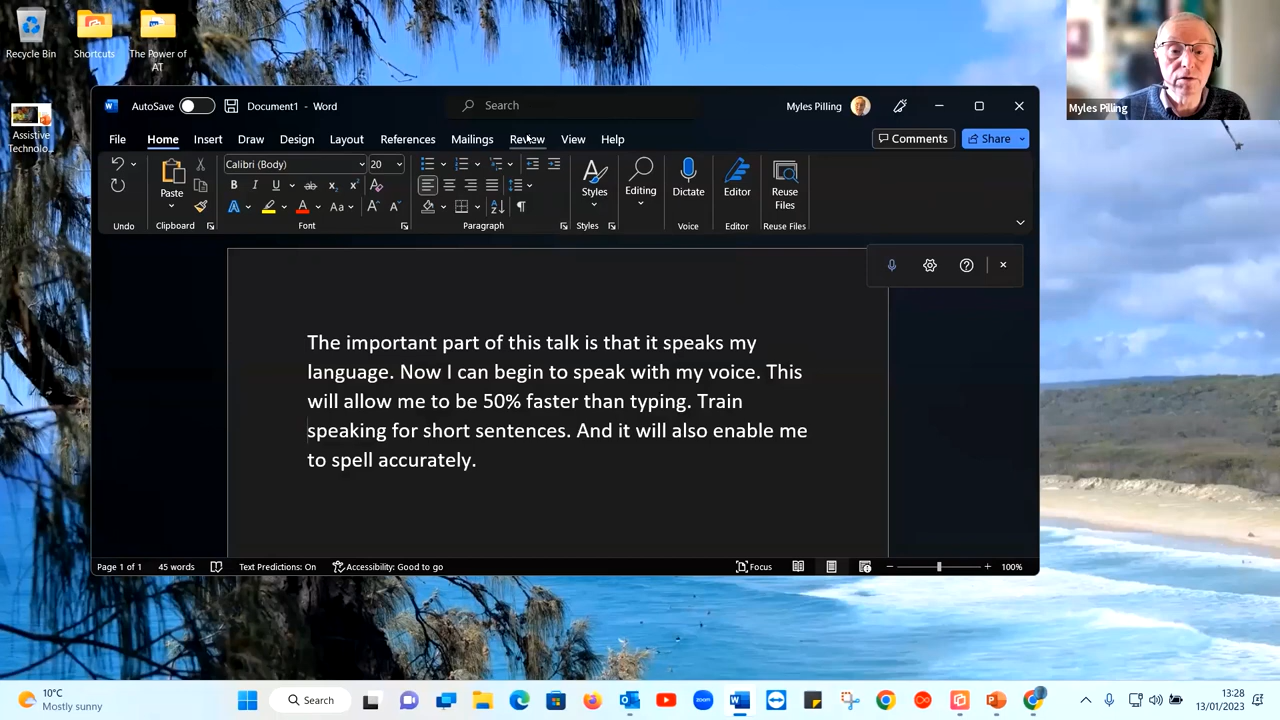 Recycle Bin
Shortcuts
The Power of
AT
Assistive
Technolo...
Myles Pilling
AutoSave
Document1 - Word
Search
Myles Pilling
File Home Insert Draw Design Layout References Mailings Review View Help
Comments
Share
Calibri (Body) 20
Paste
Styles
Editing
Dictate
Editor
Reuse
Files
B I U ab x₂ x²
A A Aa A A
Undo Clipboard Font Paragraph Styles Voice Editor Reuse Files
The important part of this talk is that it speaks my
language. Now I can begin to speak with my voice. This
will allow me to be 50% faster than typing. Train
speaking for short sentences. And it will also enable me
to spell accurately.
Page 1 of 1 45 words Text Predictions: On Accessibility: Good to go Focus 100%
10°C
Mostly sunny
Search
zoom
13:28
13/01/2023